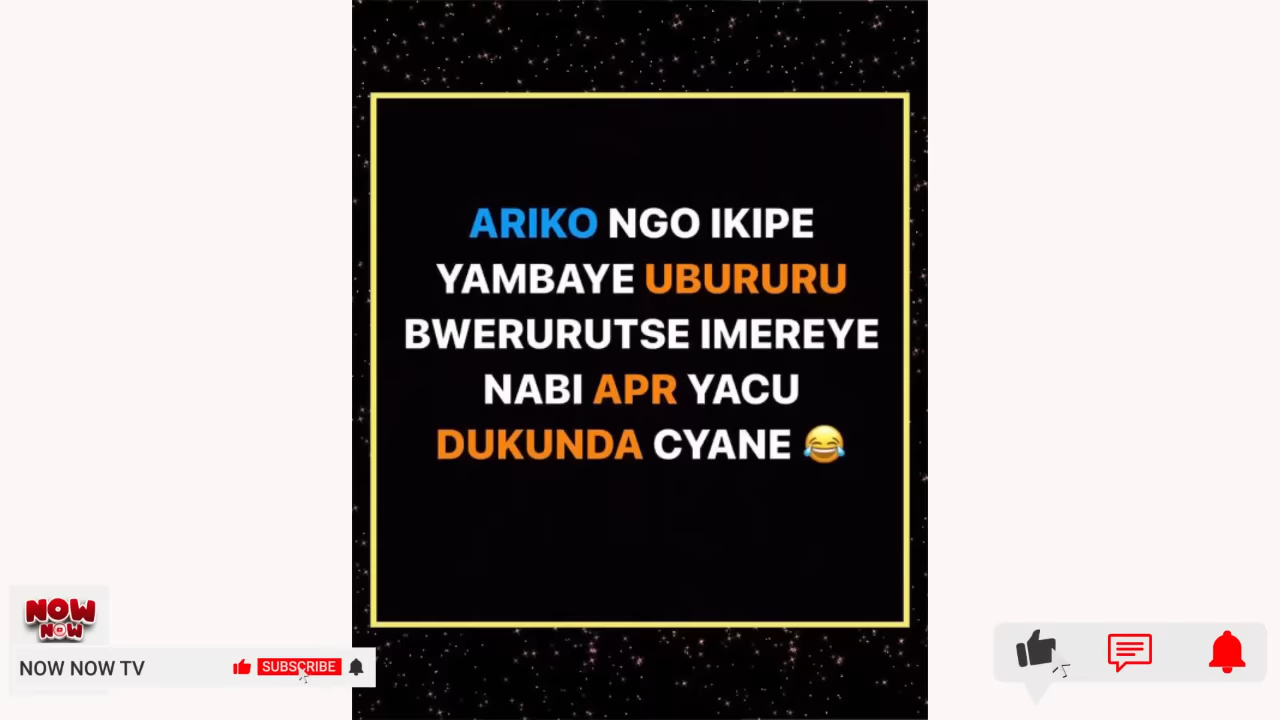 ARIKO NGO IKIPE
YAMBAYE UBURURU
BWERURUTSE IMEREYE
NABI APR YACU
DUKUNDA CYANE 😂
NOW
NOW
NOW NOW TV
SUBSCRIBE